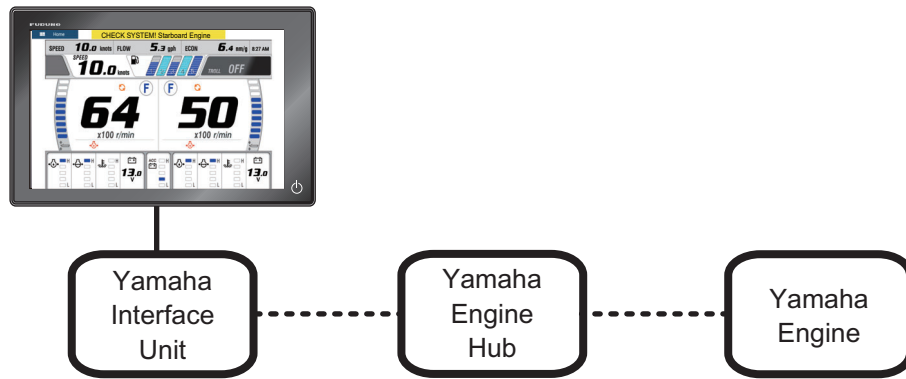 FURUNO
Home
CHECK SYSTEM! Starboard Engine
SPEED 10.0 knots FLOW 5.3 gph ECON 6.4 nm/g 8:27 AM
SPEED
10.0 knots
TROLL OFF
F F
64 50
x100 r/min x100 r/min
H H H ACC H H H
13.0 V
13.0 V
L L L L L L
Yamaha
Interface
Unit
Yamaha
Engine
Hub
Yamaha
Engine